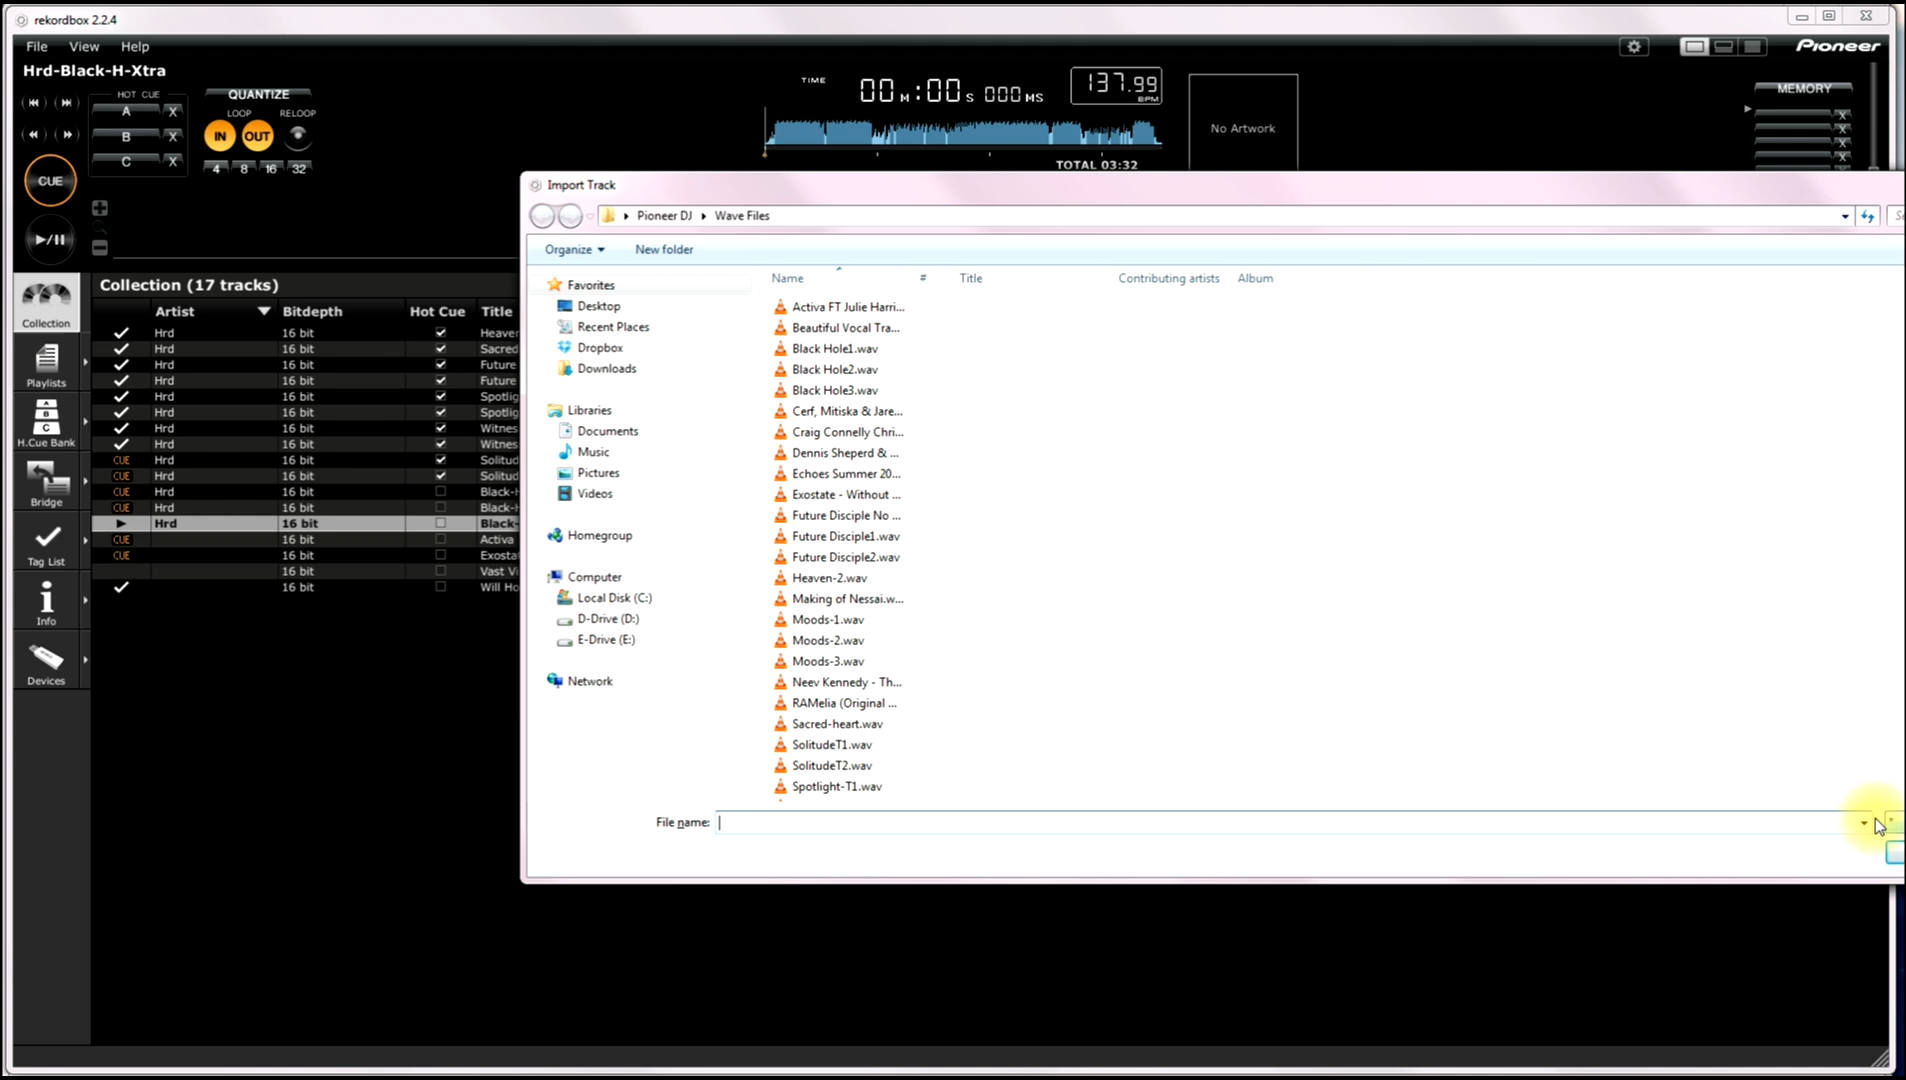 rekordbox 2.2.4
File View Help
Pioneer
Hrd-Black-H-Xtra
HOT CUE
A X
B X
C X
QUANTIZE
LOOP RELOOP
IN OUT
4 8 16 32
CUE
TIME 00 M : 00 S 000 MS
137.99
BPM
TOTAL 03:32
No Artwork
MEMORY
X
X
X
X
Import Track
Pioneer DJ Wave Files
Organize New folder
Favorites
Desktop
Recent Places
Dropbox
Downloads
Libraries
Documents
Music
Pictures
Videos
Homegroup
Computer
Local Disk (C:)
D-Drive (D:)
E-Drive (E:)
Network
Name # Title Contributing artists Album
Activa FT Julie Harri...
Beautiful Vocal Tra...
Black Hole1.wav
Black Hole2.wav
Black Hole3.wav
Cerf, Mitiska & Jare...
Craig Connelly Chri...
Dennis Sheperd & ...
Echoes Summer 20...
Exostate - Without ...
Future Disciple No ...
Future Disciple1.wav
Future Disciple2.wav
Heaven-2.wav
Making of Nessai.w...
Moods-1.wav
Moods-2.wav
Moods-3.wav
Neev Kennedy - Th...
RAMelia (Original ...
Sacred-heart.wav
SolitudeT1.wav
SolitudeT2.wav
Spotlight-T1.wav
File name:
Collection
Playlists
A
B
C
H.Cue Bank
Bridge
Tag List
Info
Devices
Collection (17 tracks)
Artist Bitdepth Hot Cue Title
Hrd 16 bit Heaven
Hrd 16 bit Sacred
Hrd 16 bit Future
Hrd 16 bit Future
Hrd 16 bit Spotlig
Hrd 16 bit Spotlig
Hrd 16 bit Witnes
Hrd 16 bit Witnes
CUE Hrd 16 bit Solitud
CUE Hrd 16 bit Solitud
CUE Hrd 16 bit Black-H
CUE Hrd 16 bit Black-H
Hrd 16 bit Black-
CUE 16 bit Activa
CUE 16 bit Exostat
16 bit Vast Vi
16 bit Will Ho